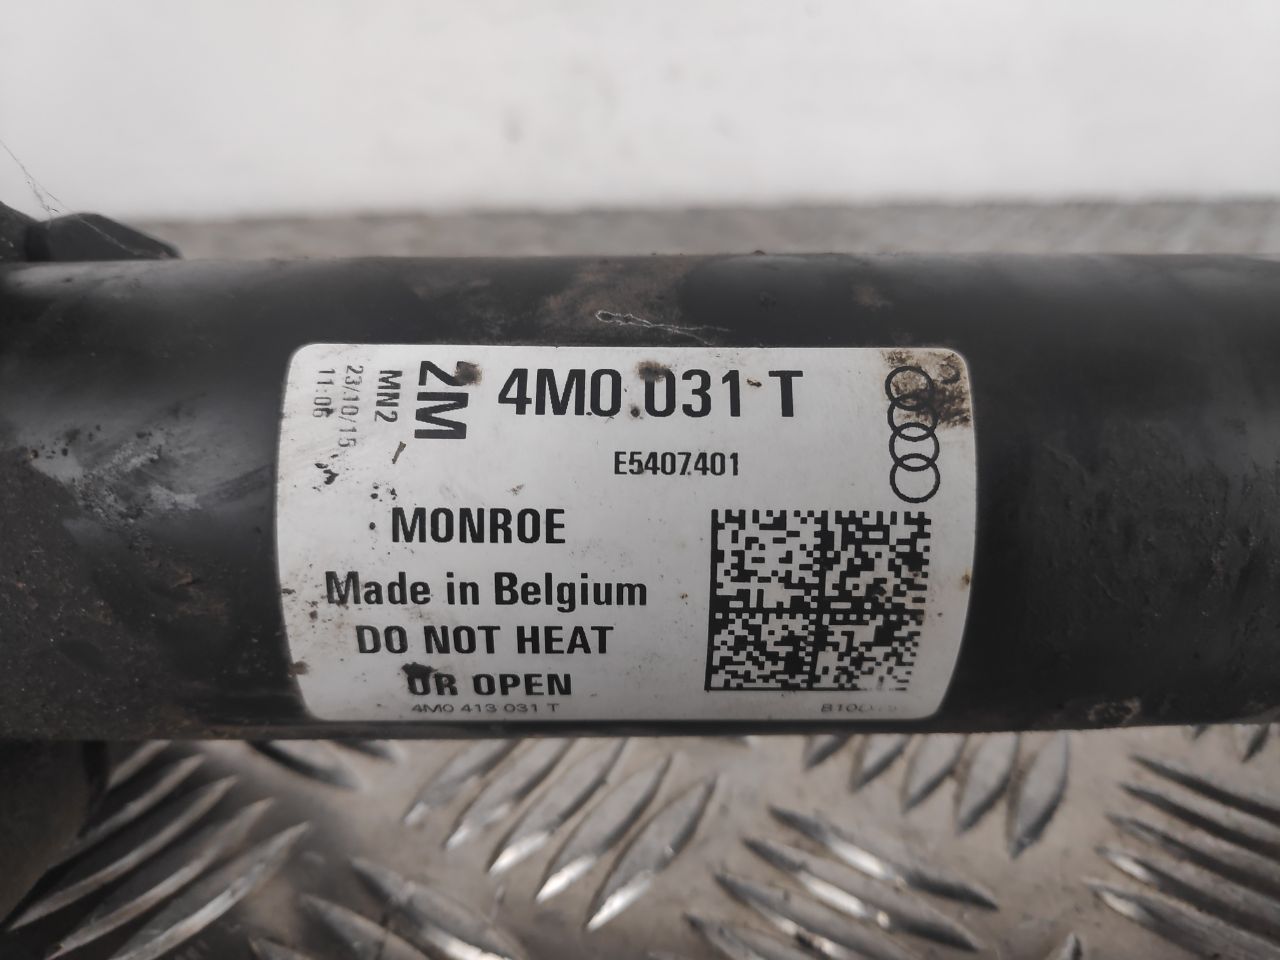 4M0 031 T
2M
MN2
23/10/15
11:06
E5407401
MONROE
Made in Belgium
DO NOT HEAT
OR OPEN
4M0 413 031 T